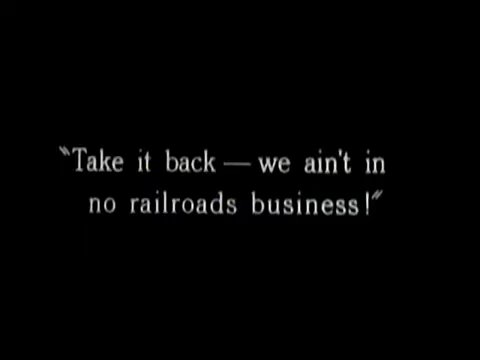 "Take it back — we ain't in
no railroads business!"